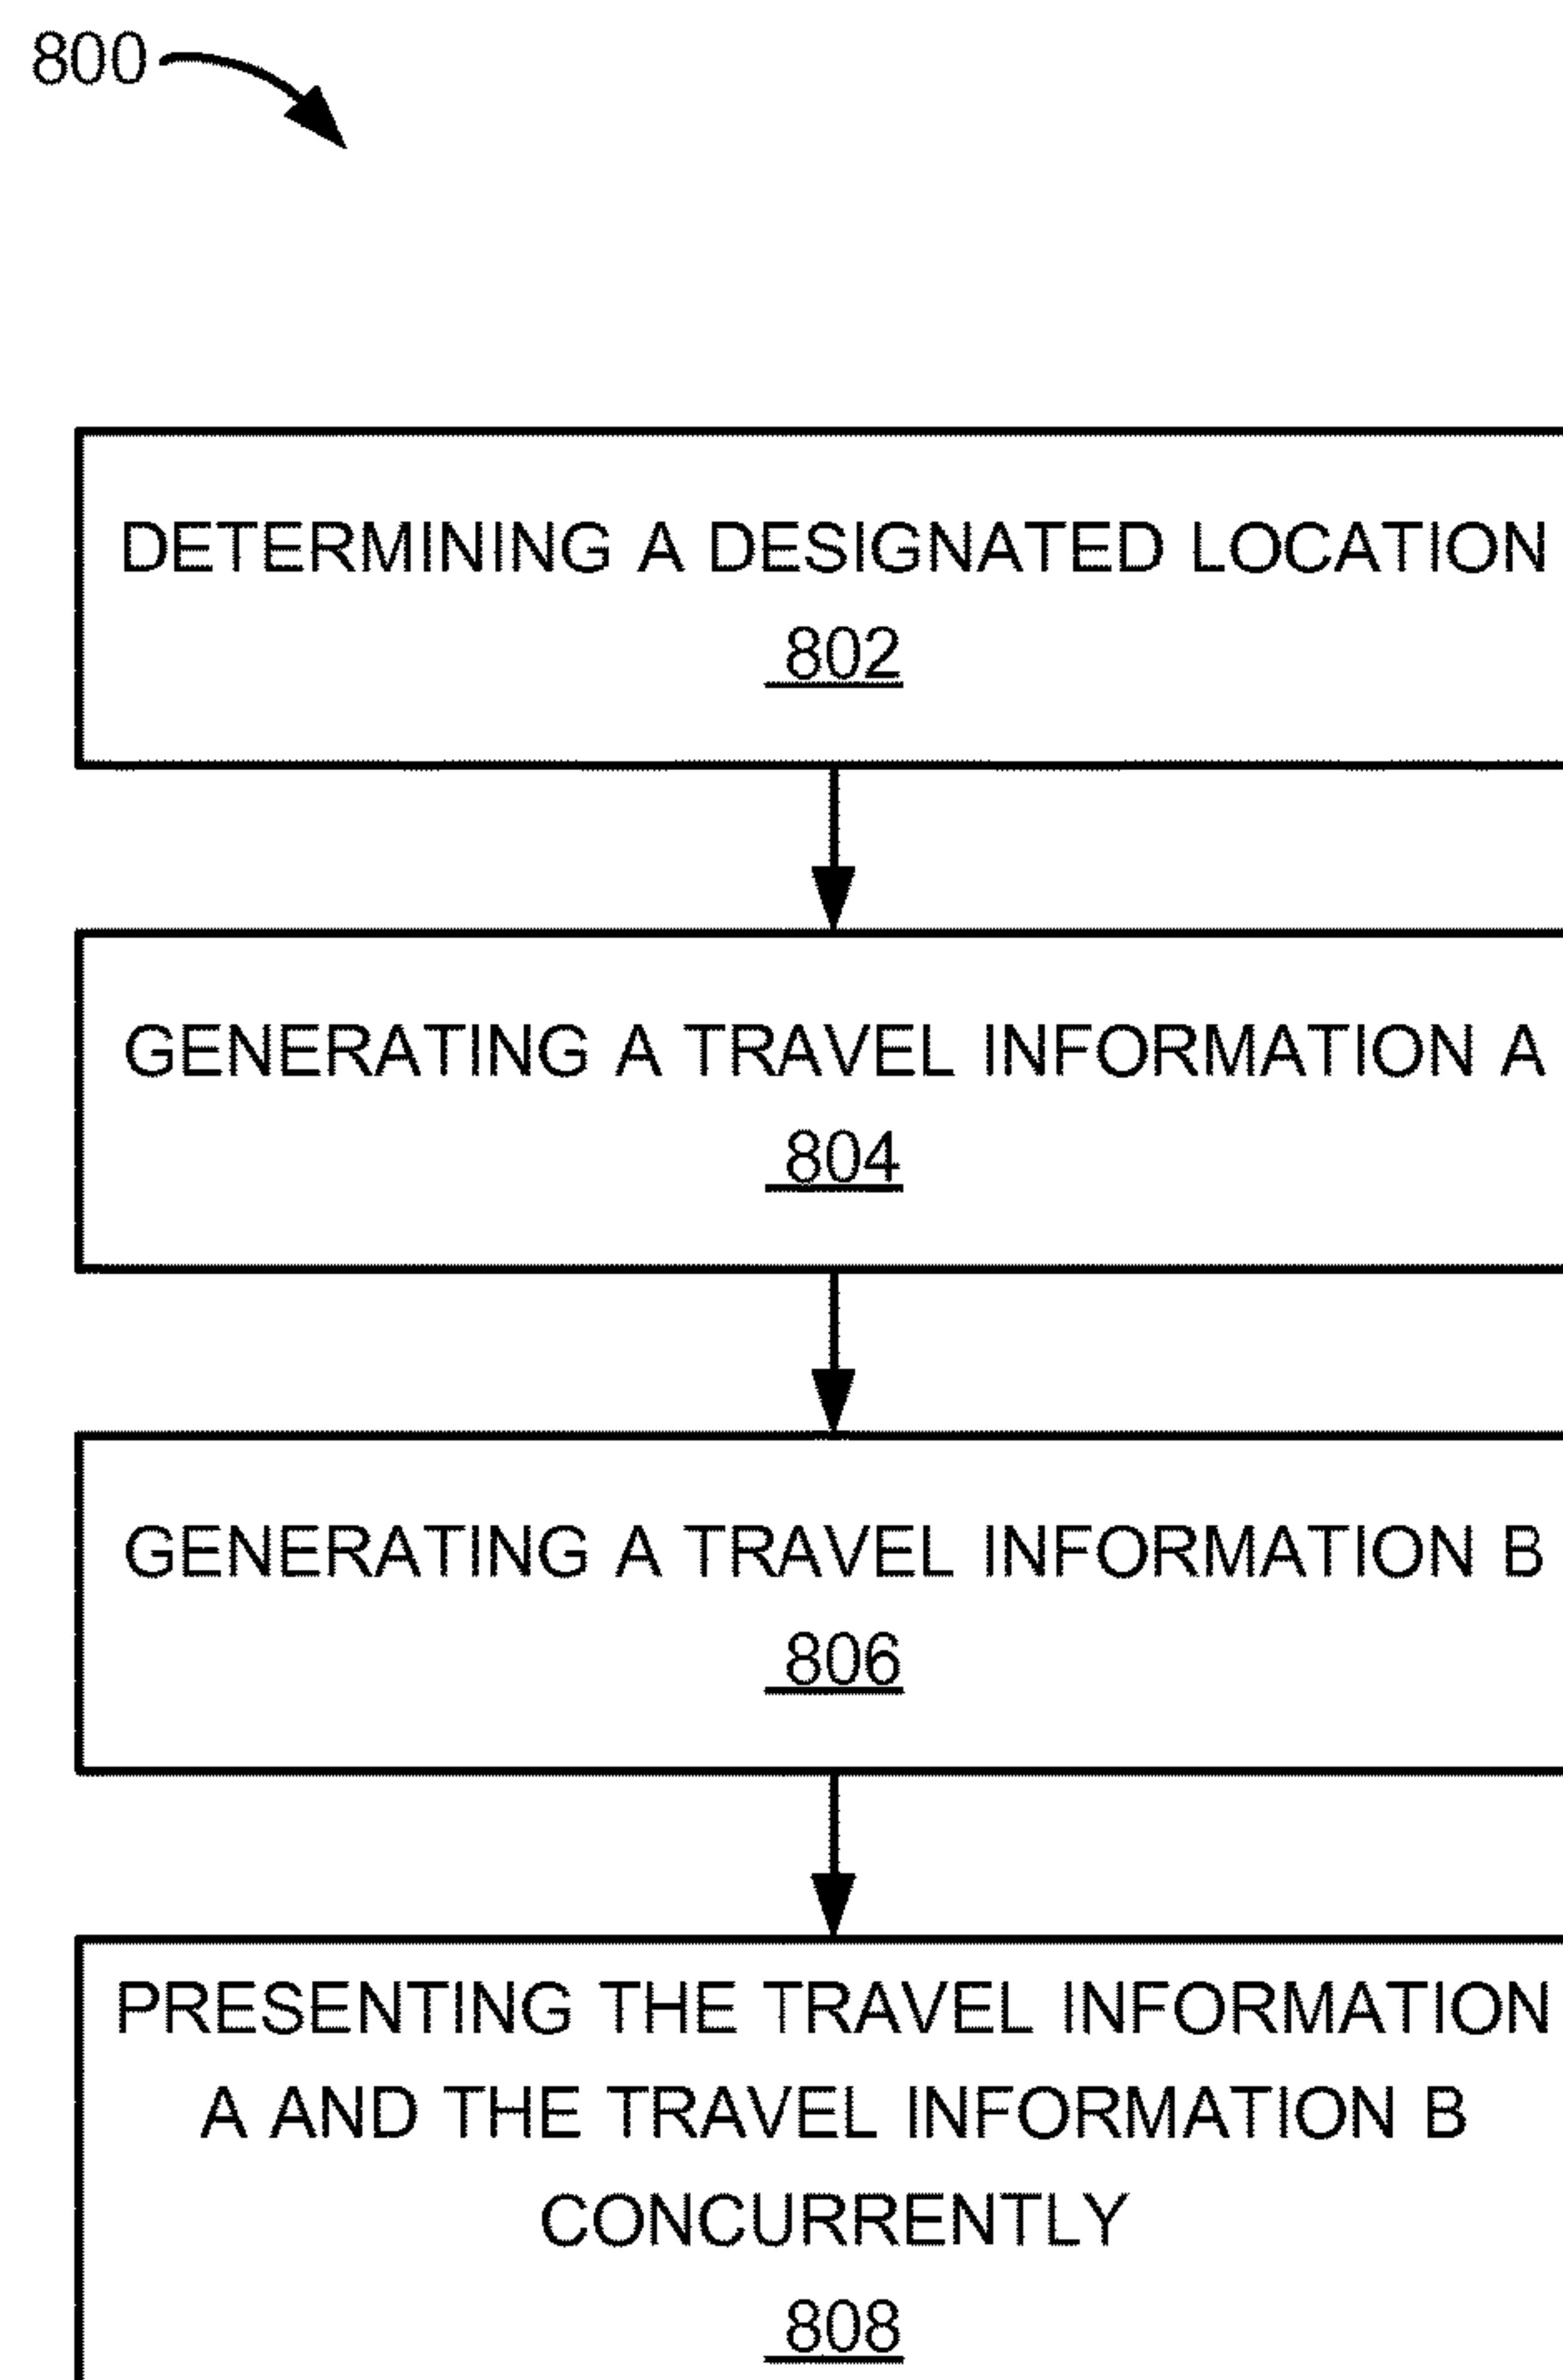 800
DETERMINING A DESIGNATED LOCATION
802
GENERATING A TRAVEL INFORMATION A
804
GENERATING A TRAVEL INFORMATION B
806
PRESENTING THE TRAVEL INFORMATION
A AND THE TRAVEL INFORMATION B
CONCURRENTLY
808